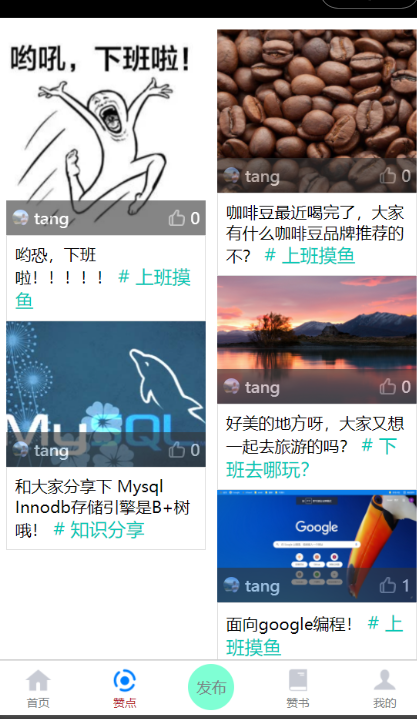 哟吼，下班啦！
tang 0
哟恐，下班
啦！！！！！ # 上班摸
鱼
MySQL
tang 0
和大家分享下 Mysql
Innodb存储引擎是B+树
哦！ # 知识分享
tang 0
咖啡豆最近喝完了，大家
有什么咖啡豆品牌推荐的
不？ # 上班摸鱼
tang 0
好美的地方呀，大家又想
一起去旅游的吗？ # 下
班去哪玩？
Google
tang 1
面向google编程！ # 上
班摸鱼
首页
赞点
发布
赞书
我的